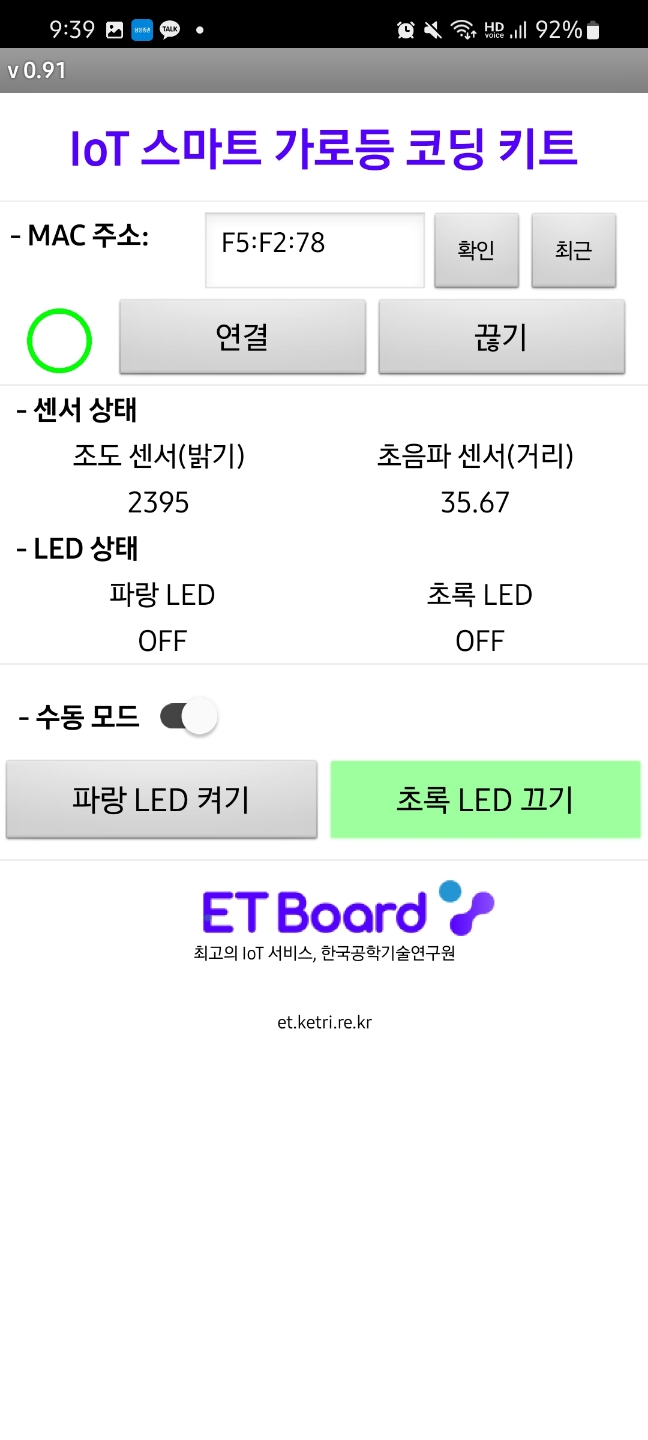 9:39 TALK HD voice 92%
v 0.91
IoT 스마트 가로등 코딩 키트
- MAC 주소: F5:F2:78 확인 최근
연결 끊기
- 센서 상태
조도 센서(밝기) 초음파 센서(거리)
2395 35.67
- LED 상태
파랑 LED 초록 LED
OFF OFF
- 수동 모드
파랑 LED 켜기 초록 LED 끄기
ET Board
최고의 IoT 서비스, 한국공학기술연구원
et.ketri.re.kr